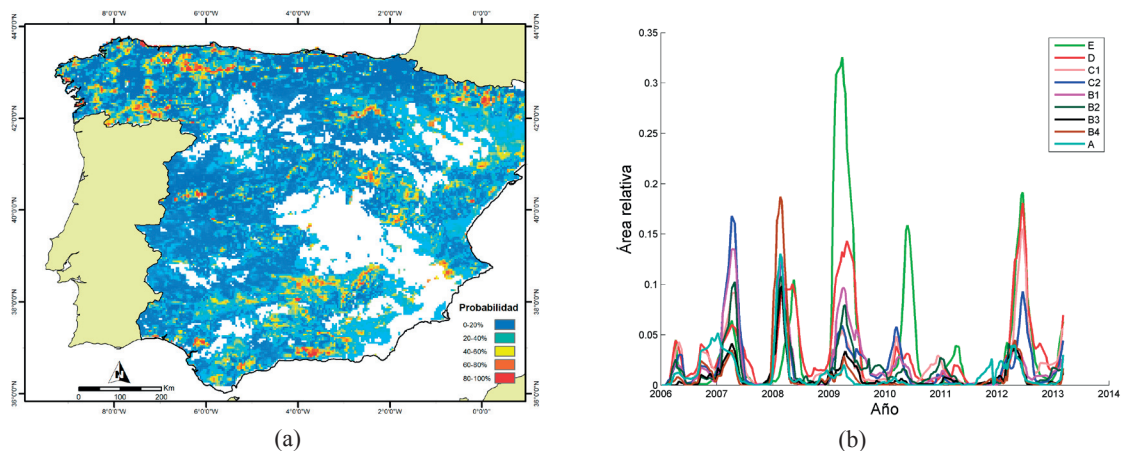 8°0'0"W 6°0'0"W 4°0'0"W 2°0'0"W 0°0'0"
44°0'0"N 44°0'0"N
42°0'0"N 42°0'0"N
40°0'0"N 40°0'0"N
38°0'0"N 38°0'0"N
36°0'0"N 36°0'0"N
Probabilidad
0-20%
20-40%
40-60%
60-80%
80-100%
N
Km
0 100 200
8°0'0"W 6°0'0"W 4°0'0"W 2°0'0"W 0°0'0"
(a)
0.35
0.3
0.25
0.2
0.15
0.1
0.05
0
Área relativa
E
D
C1
C2
B1
B2
B3
B4
A
2006 2007 2008 2009 2010 2011 2012 2013 2014
Año
(b)